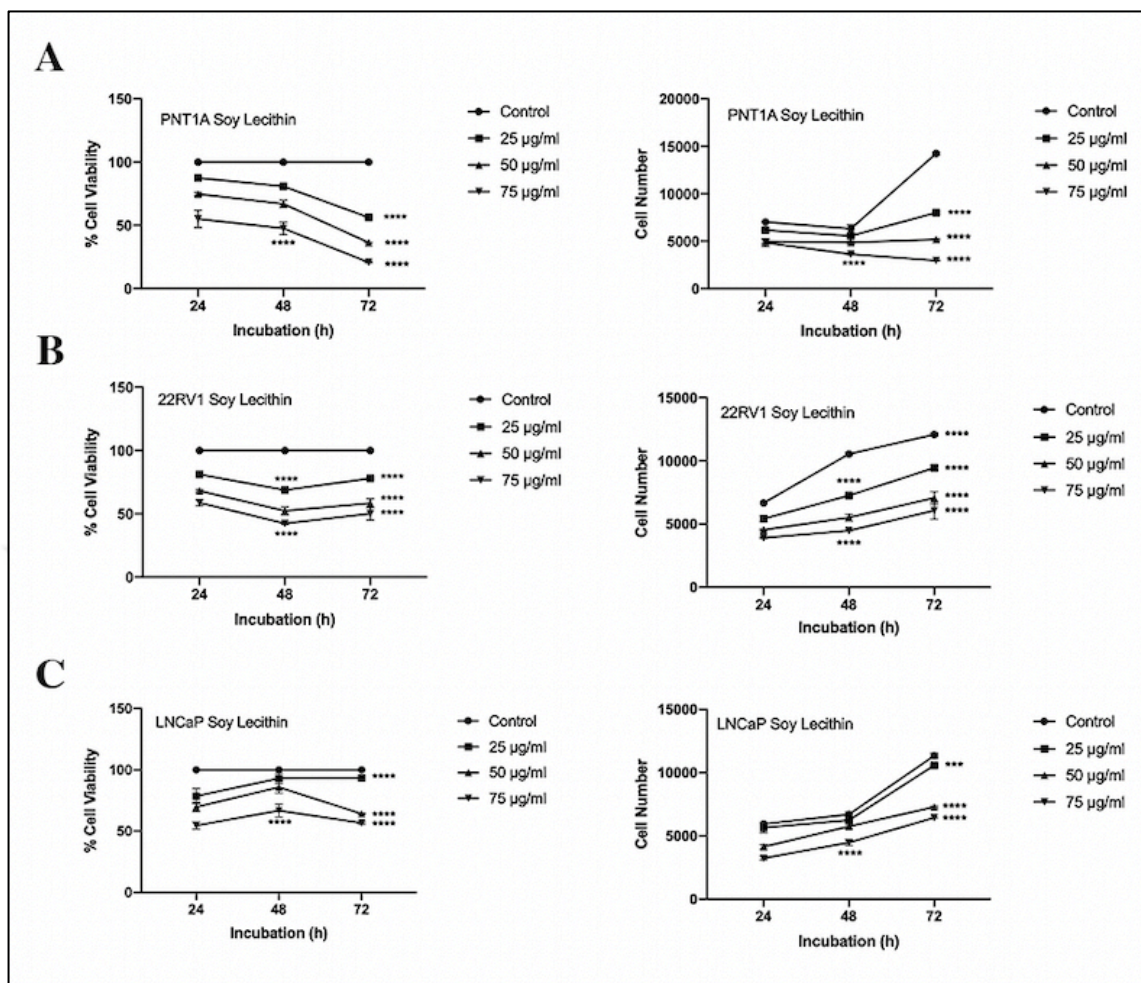 A
PNT1A Soy Lecithin
% Cell Viability
150
100
50
0
24 48 72
Incubation (h)
Control
25 µg/ml
50 µg/ml
75 µg/ml
****
****
****
****
PNT1A Soy Lecithin
Cell Number
20000
15000
10000
5000
0
24 48 72
Incubation (h)
Control
25 µg/ml
50 µg/ml
75 µg/ml
****
****
****
****
B
22RV1 Soy Lecithin
% Cell Viability
150
100
50
0
24 48 72
Incubation (h)
Control
25 µg/ml
50 µg/ml
75 µg/ml
****
****
****
****
****
22RV1 Soy Lecithin
Cell Number
15000
10000
5000
0
24 48 72
Incubation (h)
Control
25 µg/ml
50 µg/ml
75 µg/ml
****
****
****
****
****
****
C
LNCaP Soy Lecithin
% Cell Viability
150
100
50
0
24 48 72
Incubation (h)
Control
25 µg/ml
50 µg/ml
75 µg/ml
****
****
****
****
LNCaP Soy Lecithin
Cell Number
15000
10000
5000
0
24 48 72
Incubation (h)
Control
25 µg/ml
50 µg/ml
75 µg/ml
***
****
****
****